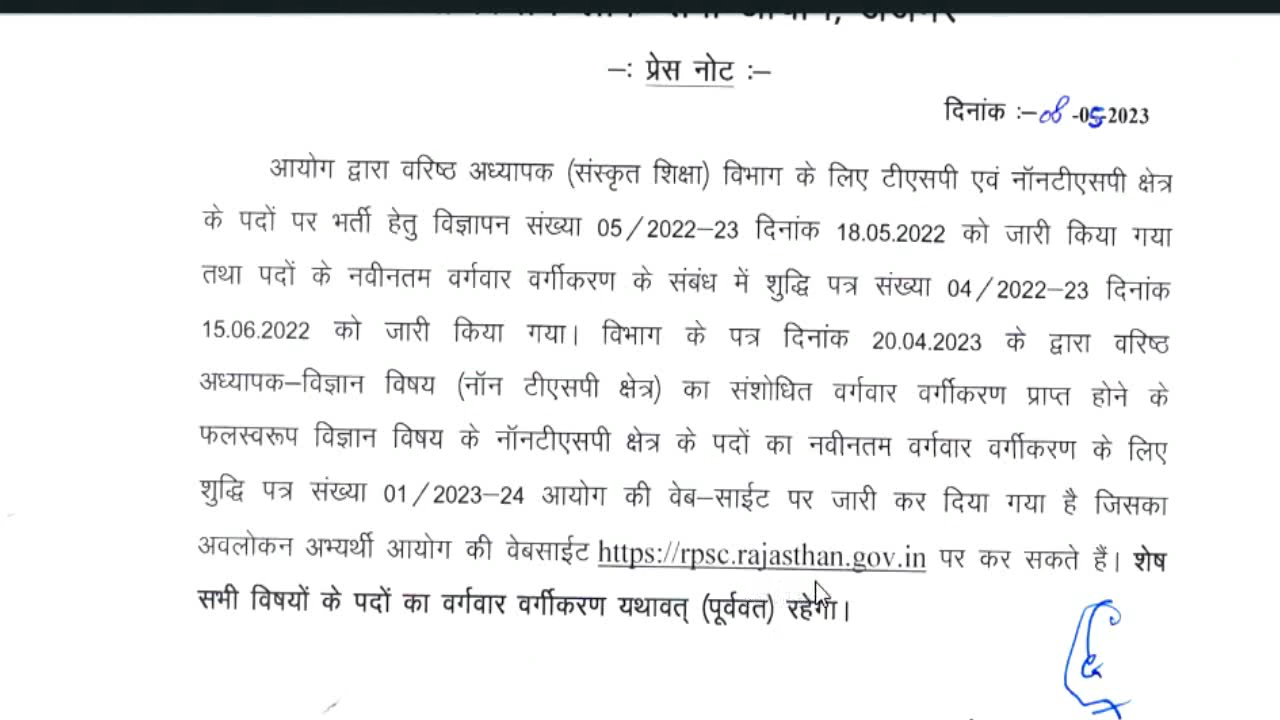 लोक सेवा आयोग, अजमेर
–: प्रेस नोट :–
दिनांक :– 08 -05-2023
आयोग द्वारा वरिष्ठ अध्यापक (संस्कृत शिक्षा) विभाग के लिए टीएसपी एवं नॉनटीएसपी क्षेत्र
के पदों पर भर्ती हेतु विज्ञापन संख्या 05/2022–23 दिनांक 18.05.2022 को जारी किया गया
तथा पदों के नवीनतम वर्गवार वर्गीकरण के संबंध में शुद्धि पत्र संख्या 04/2022–23 दिनांक
15.06.2022 को जारी किया गया। विभाग के पत्र दिनांक 20.04.2023 के द्वारा वरिष्ठ
अध्यापक–विज्ञान विषय (नॉन टीएसपी क्षेत्र) का संशोधित वर्गवार वर्गीकरण प्राप्त होने के
फलस्वरूप विज्ञान विषय के नॉनटीएसपी क्षेत्र के पदों का नवीनतम वर्गवार वर्गीकरण के लिए
शुद्धि पत्र संख्या 01/2023–24 आयोग की वेब–साईट पर जारी कर दिया गया है जिसका
अवलोकन अभ्यर्थी आयोग की वेबसाईट https://rpsc.rajasthan.gov.in पर कर सकते हैं। शेष
सभी विषयों के पदों का वर्गवार वर्गीकरण यथावत् (पूर्ववत) रहेगा।